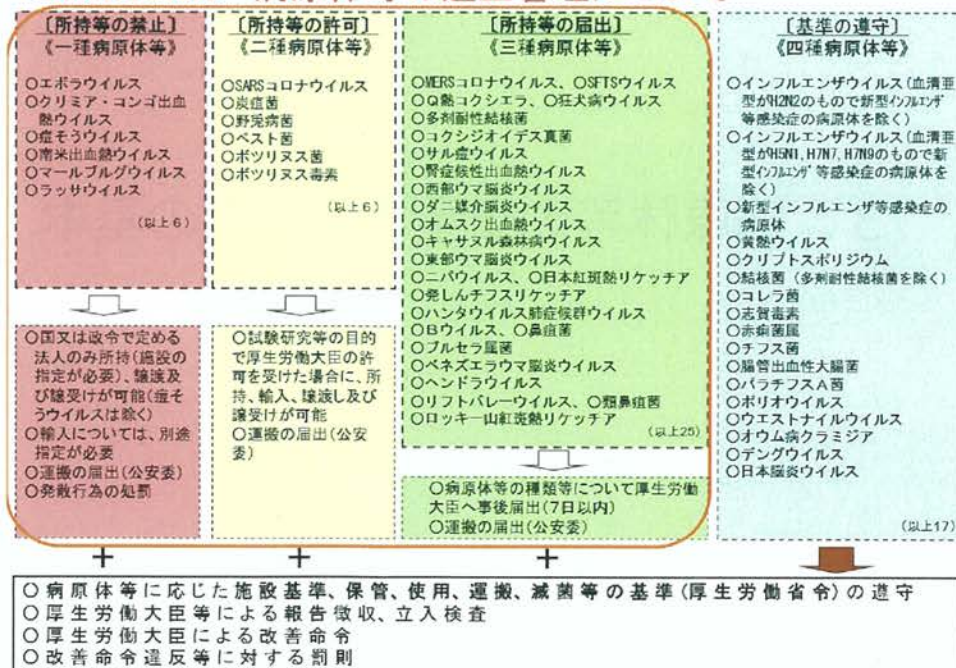 〔所持等の禁止〕
《一種病原体等》
○エボラウイルス
○クリミア・コンゴ出血
熱ウイルス
○痘そうウイルス
○南米出血熱ウイルス
○マールブルグウイルス
○ラッサウイルス
(以上6)
○国又は政令で定める
法人のみ所持(施設の
指定が必要)、譲渡及
び譲受けが可能(痘そ
うウイルスは除く)
○輸入については、別途
指定が必要
○運搬の届出(公安委)
○発散行為の処罰
〔所持等の許可〕
《二種病原体等》
○SARSコロナウイルス
○炭疽菌
○野兎病菌
○ペスト菌
○ボツリヌス菌
○ボツリヌス毒素
(以上6)
○試験研究等の目的
で厚生労働大臣の許
可を受けた場合に、所
持、輸入、譲渡し及び
譲受けが可能
○運搬の届出(公安
委)
〔所持等の届出〕
《三種病原体等》
○MERSコロナウイルス、○SFTSウイルス
○Q熱コクシエラ、○狂犬病ウイルス
○多剤耐性結核菌
○コクシジオイデス真菌
○サル痘ウイルス
○腎症候性出血熱ウイルス
○西部ウマ脳炎ウイルス
○ダニ媒介脳炎ウイルス
○オムスク出血熱ウイルス
○キャサヌル森林病ウイルス
○東部ウマ脳炎ウイルス
○ニパウイルス、○日本紅斑熱リケッチア
○発しんチフスリケッチア
○ハンタウイルス肺症候群ウイルス
○Bウイルス、○鼻疽菌
○ブルセラ属菌
○ベネズエラウマ脳炎ウイルス
○ヘンドラウイルス
○リフトバレーウイルス、○類鼻疽菌
○ロッキー山紅斑熱リケッチア
(以上25)
○病原体等の種類等について厚生労働
大臣へ事後届出(7日以内)
○運搬の届出(公安委)
〔基準の遵守〕
《四種病原体等》
○インフルエンザウイルス(血清亜
型がH2N2のもので新型インフルエンザ
等感染症の病原体を除く)
○インフルエンザウイルス(血清亜
型がH5N1,H7N7,H7N9のもので新
型インフルエンザ等感染症の病原体を
除く)
○新型インフルエンザ等感染症の
病原体
○黄熱ウイルス
○クリプトスポリジウム
○結核菌(多剤耐性結核菌を除く)
○コレラ菌
○志賀毒素
○赤痢菌属
○チフス菌
○腸管出血性大腸菌
○パラチフスA菌
○ポリオウイルス
○ウエストナイルウイルス
○オウム病クラミジア
○デングウイルス
○日本脳炎ウイルス
(以上17)
+ + +
○病原体等に応じた施設基準、保管、使用、運搬、滅菌等の基準(厚生労働省令)の遵守
○厚生労働大臣等による報告徴収、立入検査
○厚生労働大臣による改善命令
○改善命令違反等に対する罰則